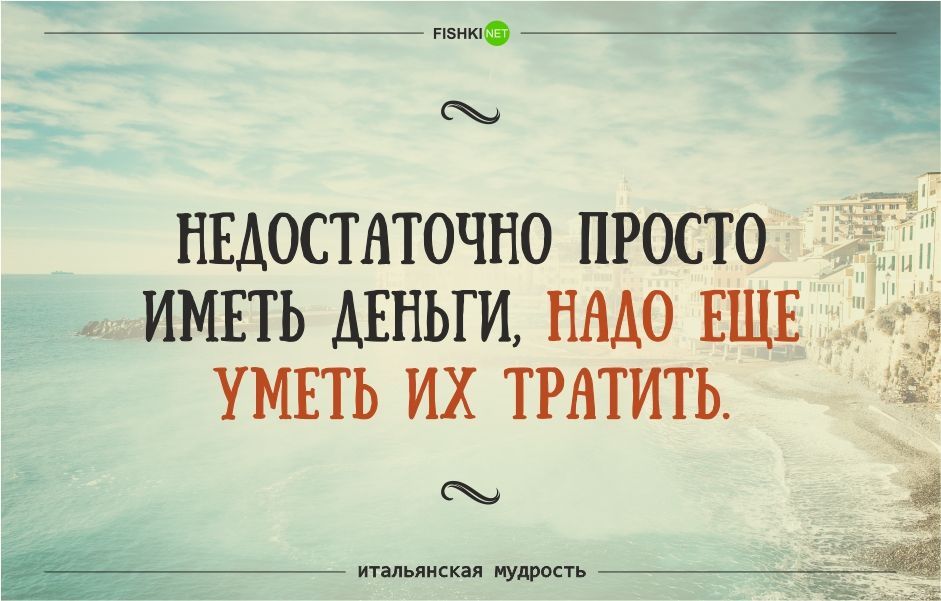 FISHKI NET
НЕДОСТАТОЧНО ПРОСТО
ИМЕТЬ ДЕНЬГИ, НАДО ЕЩЕ
УМЕТЬ ИХ ТРАТИТЬ.
итальянская мудрость